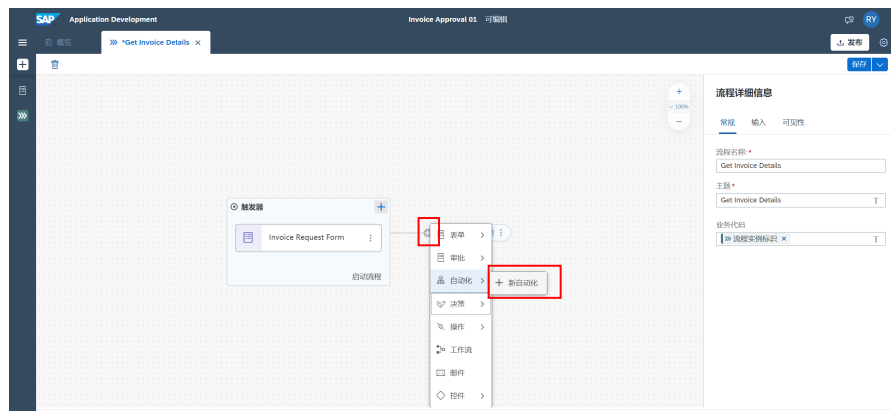 SAP Application Development Invoice Approval 01 可编辑 RY
概览 *Get Invoice Details × 发布
保存
100%
流程详细信息
常规 输入 可见性
流程名称: *
Get Invoice Details
主题 *
Get Invoice Details T
业务代码
流程实例标识 × T
触发器
Invoice Request Form
启动流程
表单
审批
自动化
新自动化
决策
操作
工作流
邮件
控件